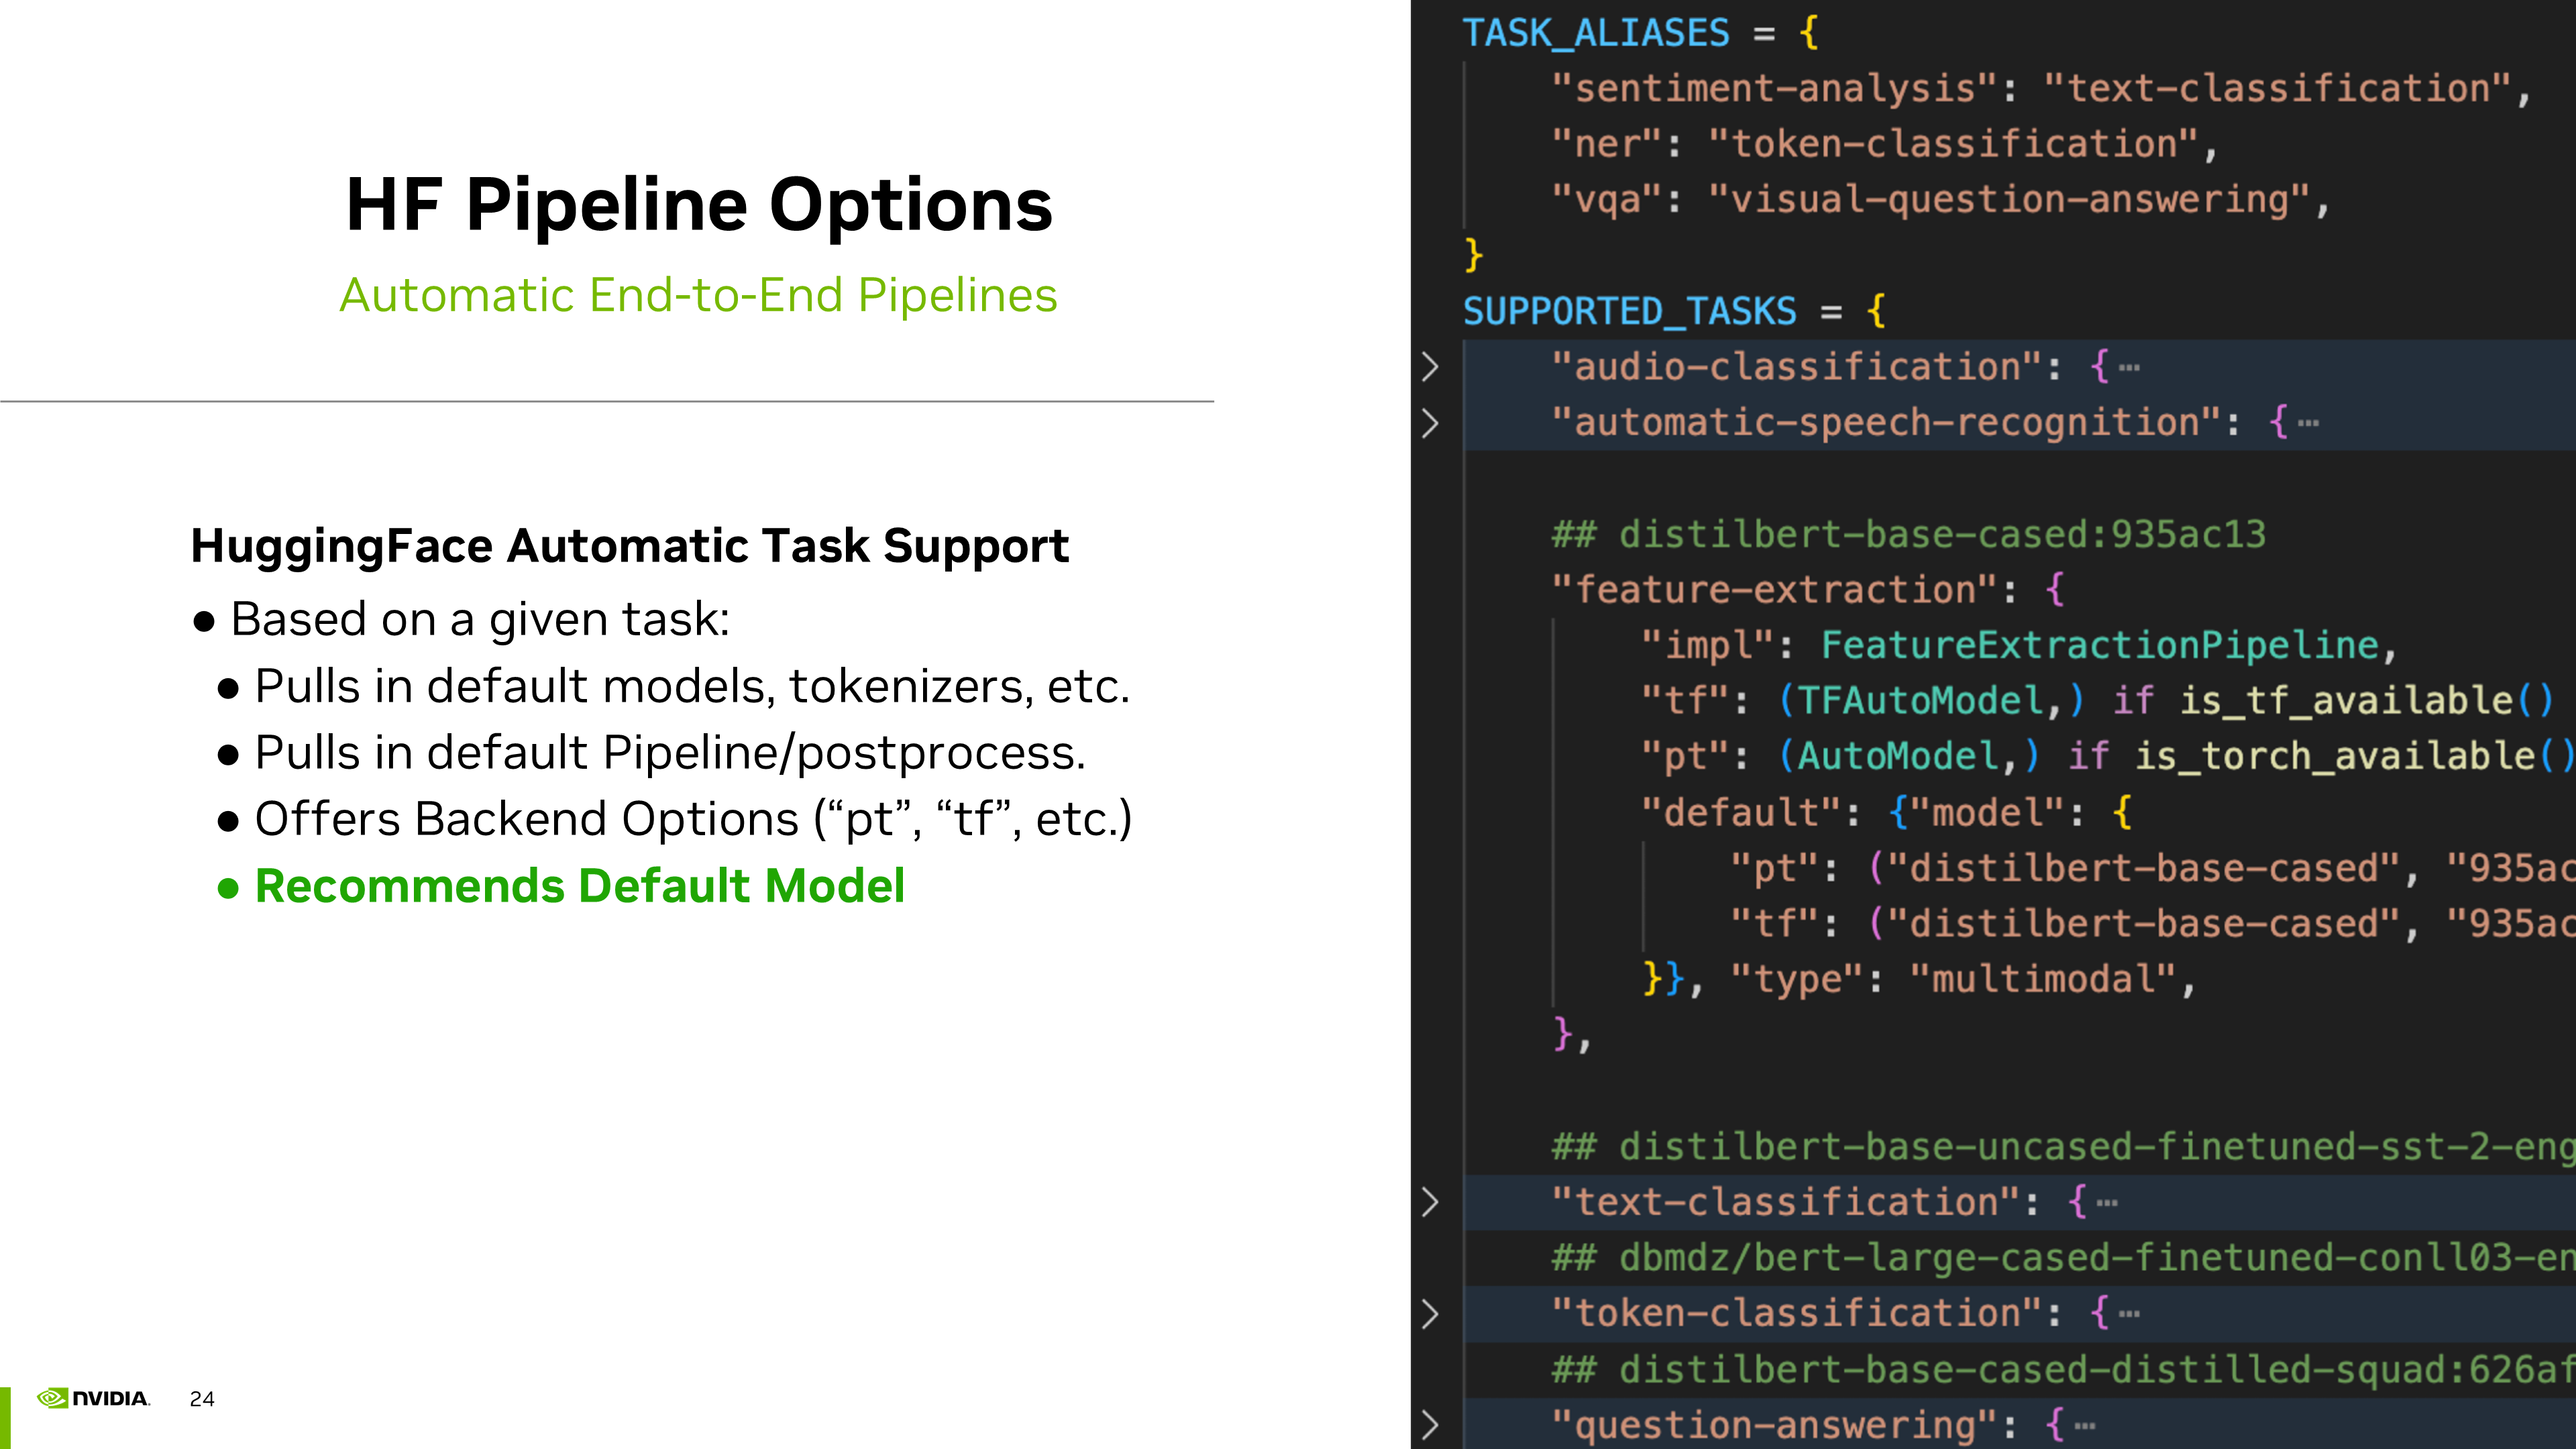 HF Pipeline Options
Automatic End-to-End Pipelines
HuggingFace Automatic Task Support
● Based on a given task:
● Pulls in default models, tokenizers, etc.
● Pulls in default Pipeline/postprocess.
● Offers Backend Options (“pt”, “tf”, etc.)
● Recommends Default Model
NVIDIA. 24
TASK_ALIASES = {
"sentiment-analysis": "text-classification",
"ner": "token-classification",
"vqa": "visual-question-answering",
}
SUPPORTED_TASKS = {
"audio-classification": {…
"automatic-speech-recognition": {…
## distilbert-base-cased:935ac13
"feature-extraction": {
"impl": FeatureExtractionPipeline,
"tf": (TFAutoModel,) if is_tf_available()
"pt": (AutoModel,) if is_torch_available()
"default": {"model": {
"pt": ("distilbert-base-cased", "935ac
"tf": ("distilbert-base-cased", "935ac
}}, "type": "multimodal",
},
## distilbert-base-uncased-finetuned-sst-2-eng
"text-classification": {…
## dbmdz/bert-large-cased-finetuned-conll03-en
"token-classification": {…
## distilbert-base-cased-distilled-squad:626af
"question-answering": {…